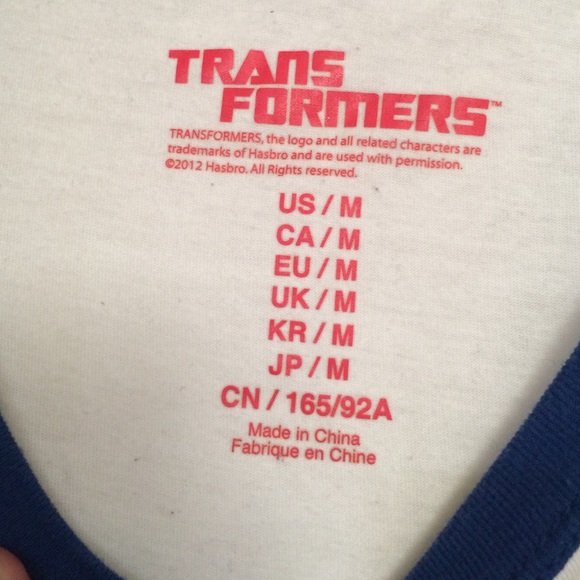 TRANS
FORMERS™
TRANSFORMERS, the logo and all related characters are
trademarks of Hasbro and are used with permission.
©2012 Hasbro. All Rights reserved.
US / M
CA / M
EU / M
UK / M
KR / M
JP / M
CN / 165/92A
Made in China
Fabrique en Chine